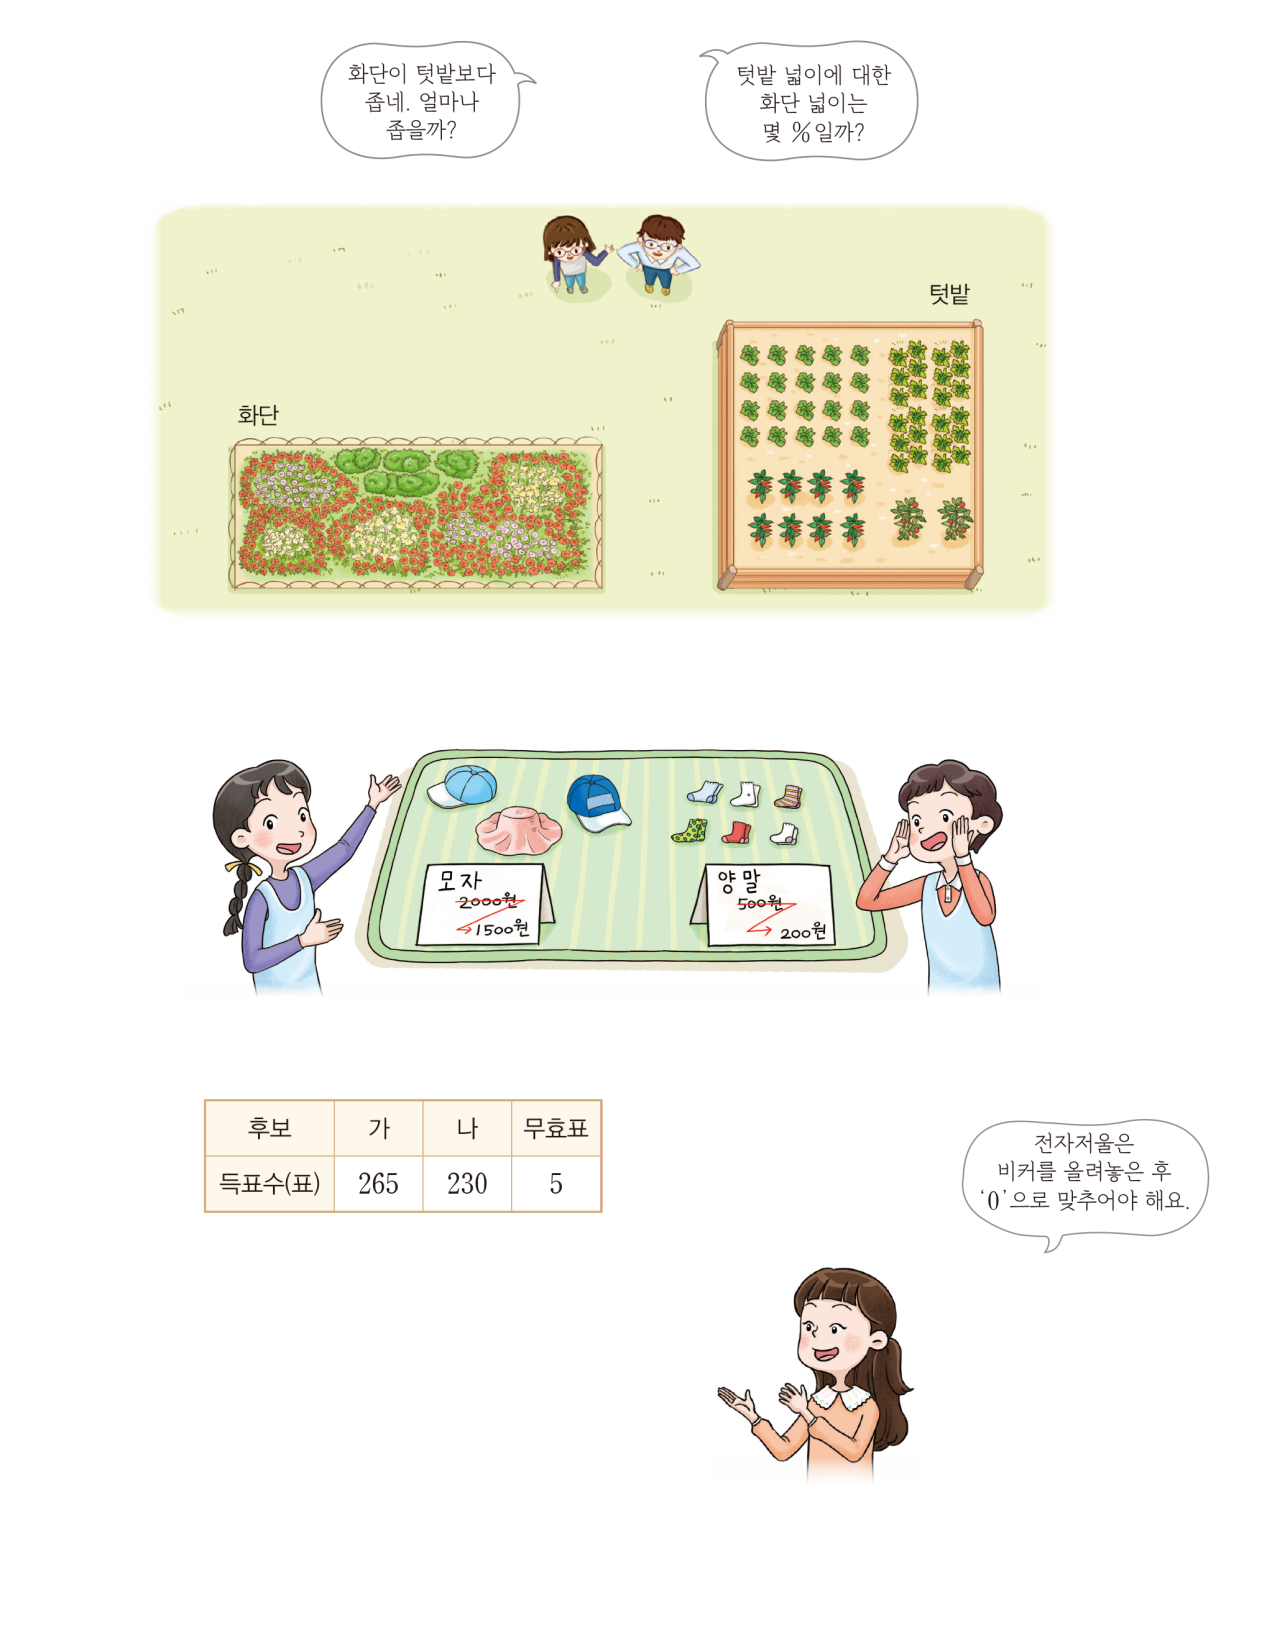 화단이 텃밭보다
좁네. 얼마나
좁을까?
텃밭 넓이에 대한
화단 넓이는
몇 %일까?
텃밭
화단
모자
2000원
→1500원
양말
500원
→200원
후보 가 나 무효표
득표수(표) 265 230 5
전자저울은
비커를 올려놓은 후
‘0’으로 맞추어야 해요.